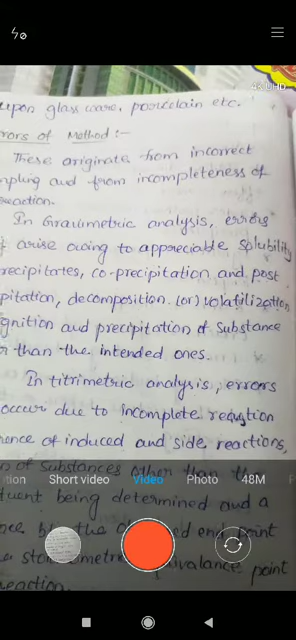 4K UHD
upon glass ware, porcelain etc.
rrors of Method :-
These originate from incorrect
mpling and from incompleteness of
reaction.
In Gravimetric analysis, errors
arise owing to appreciable solubility
recipitates, co-precipitation and post
pitation, decomposition (or) volatilization
gnition and precipitation of substance
r than the intended ones.
In titrimetric analysis, errors
occur due to incomplete reaction
ence of induced and side reactions,
n of substances other than the
tion Short video Video Photo 48M
tuent being determined and a
nce b/w the observed end point
stoichiometric equivalance point
reaction.